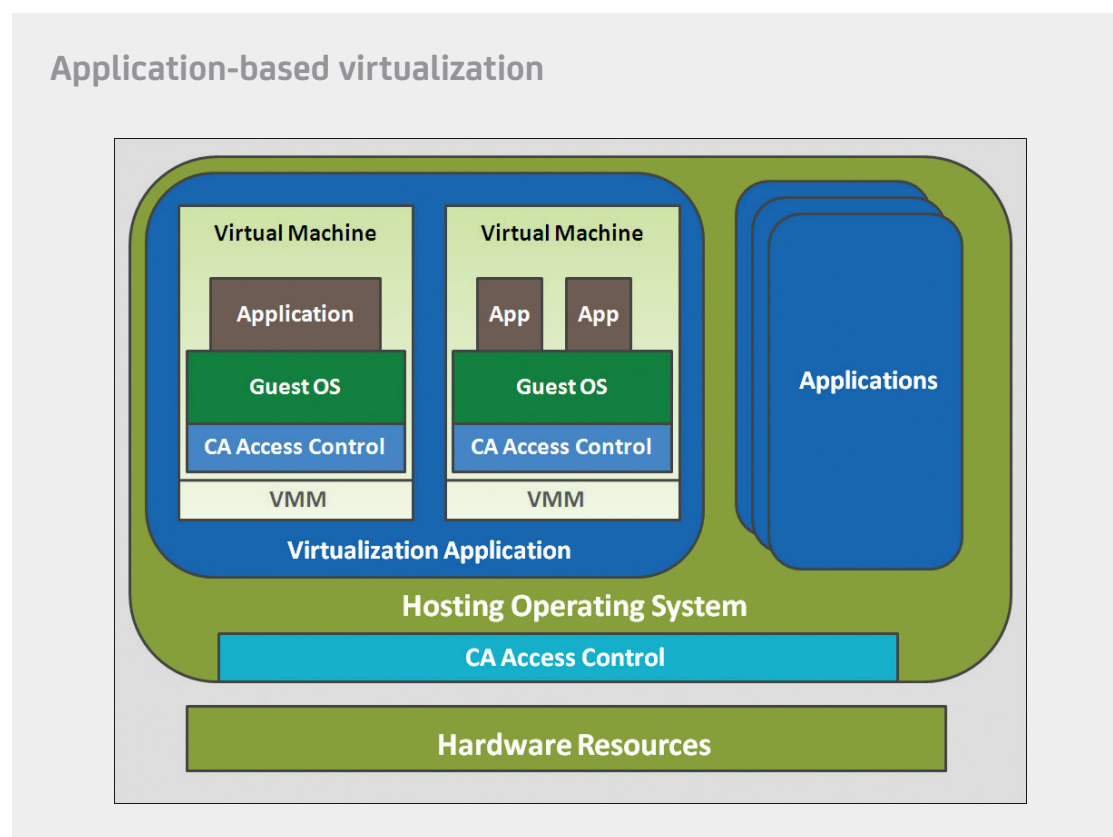 Application-based virtualization
Virtual Machine
Application
Guest OS
CA Access Control
VMM
Virtual Machine
App
App
Guest OS
CA Access Control
VMM
Virtualization Application
Applications
Hosting Operating System
CA Access Control
Hardware Resources